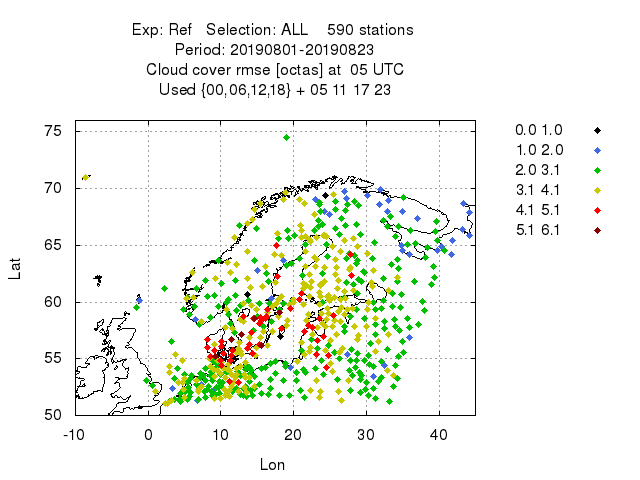 Exp: Ref   Selection: ALL    590 stations
Period: 20190801-20190823
Cloud cover rmse [octas] at  05 UTC
Used {00,06,12,18} + 05 11 17 23
75
70
65
60
55
50
-10 0 10 20 30 40
Lat
Lon
0.0 1.0
1.0 2.0
2.0 3.1
3.1 4.1
4.1 5.1
5.1 6.1